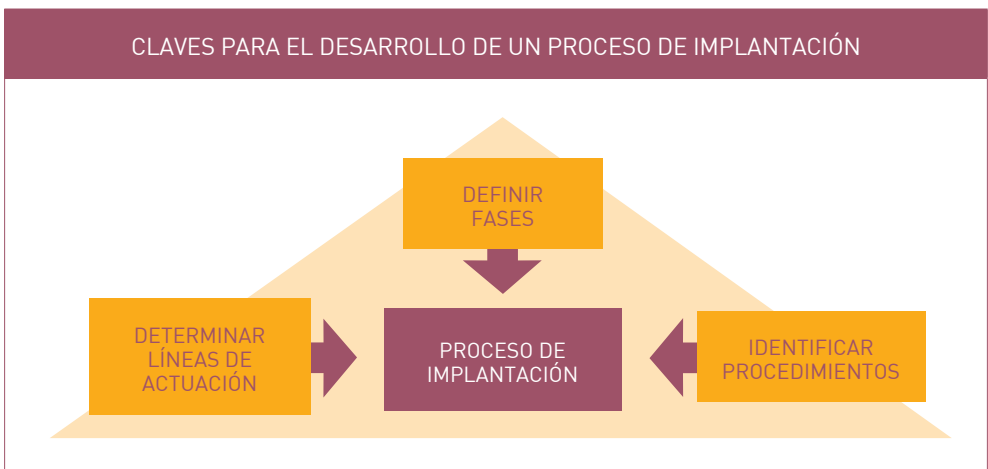 CLAVES PARA EL DESARROLLO DE UN PROCESO DE IMPLANTACIÓN
DEFINIR
FASES
DETERMINAR
LÍNEAS DE
ACTUACIÓN
PROCESO DE
IMPLANTACIÓN
IDENTIFICAR
PROCEDIMIENTOS